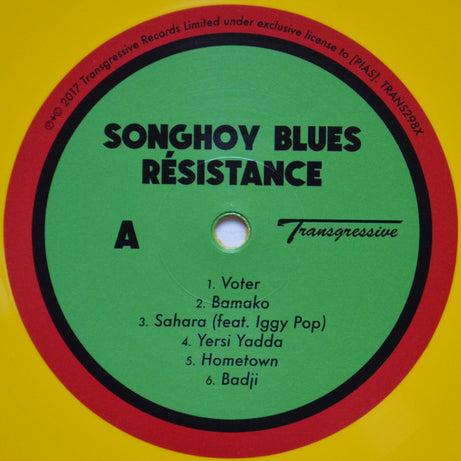 ℗+© 2017 Transgressive Records Limited under exclusive license to [PIAS]. TRANS298X
SONGHOY BLUES
RÉSISTANCE
A
Transgressive
1. Voter
2. Bamako
3. Sahara (feat. Iggy Pop)
4. Yersi Yadda
5. Hometown
6. Badji